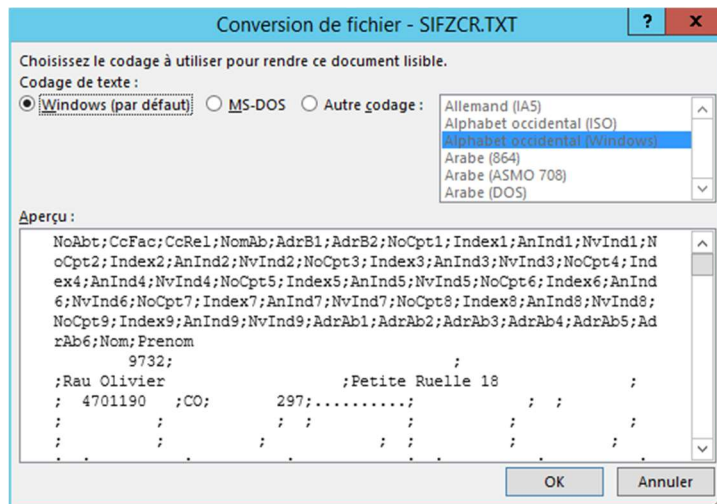 Conversion de fichier - SIFZCR.TXT
? x
Choisissez le codage à utiliser pour rendre ce document lisible.
Codage de texte :
Windows (par défaut) MS-DOS Autre codage :
Allemand (IA5)
Alphabet occidental (ISO)
Alphabet occidental (Windows)
Arabe (864)
Arabe (ASMO 708)
Arabe (DOS)
Aperçu :
NoAbt;CcFac;CcRel;NomAb;AdrB1;AdrB2;NoCpt1;Index1;AnInd1;NvInd1;N
oCpt2;Index2;AnInd2;NvInd2;NoCpt3;Index3;AnInd3;NvInd3;NoCpt4;Ind
ex4;AnInd4;NvInd4;NoCpt5;Index5;AnInd5;NvInd5;NoCpt6;Index6;AnInd
6;NvInd6;NoCpt7;Index7;AnInd7;NvInd7;NoCpt8;Index8;AnInd8;NvInd8;
NoCpt9;Index9;AnInd9;NvInd9;AdrAb1;AdrAb2;AdrAb3;AdrAb4;AdrAb5;Ad
rAb6;Nom;Prenom
9732; ;
;Rau Olivier ;Petite Ruelle 18 ;
; 4701190 ;CO; 297;..........; ; ;
; ; ; ; ; ; ;
; ; ; ; ; ; ;
OK Annuler